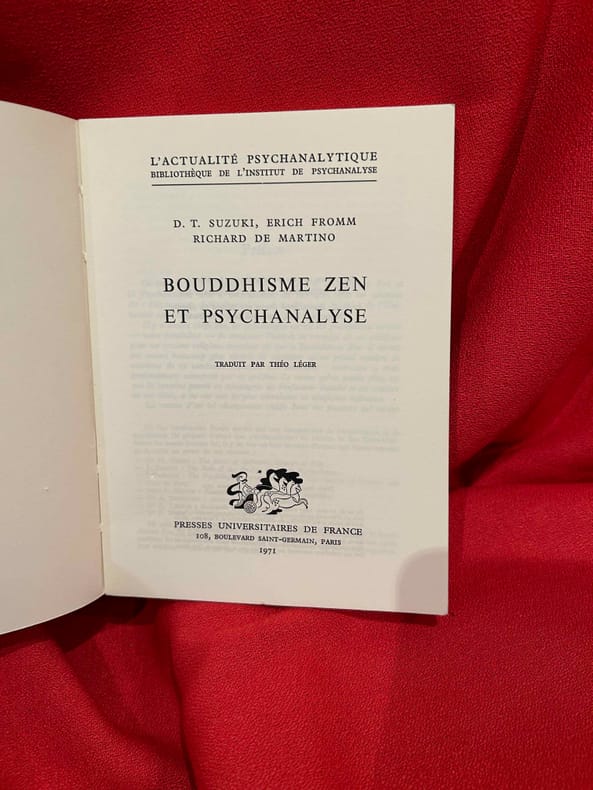 L'ACTUALITÉ PSYCHANALYTIQUE
BIBLIOTHÈQUE DE L'INSTITUT DE PSYCHANALYSE
D. T. SUZUKI, ERICH FROMM
RICHARD DE MARTINO
BOUDDHISME ZEN
ET PSYCHANALYSE
TRADUIT PAR THÉO LÉGER
PRESSES UNIVERSITAIRES DE FRANCE
108, BOULEVARD SAINT-GERMAIN, PARIS
1971